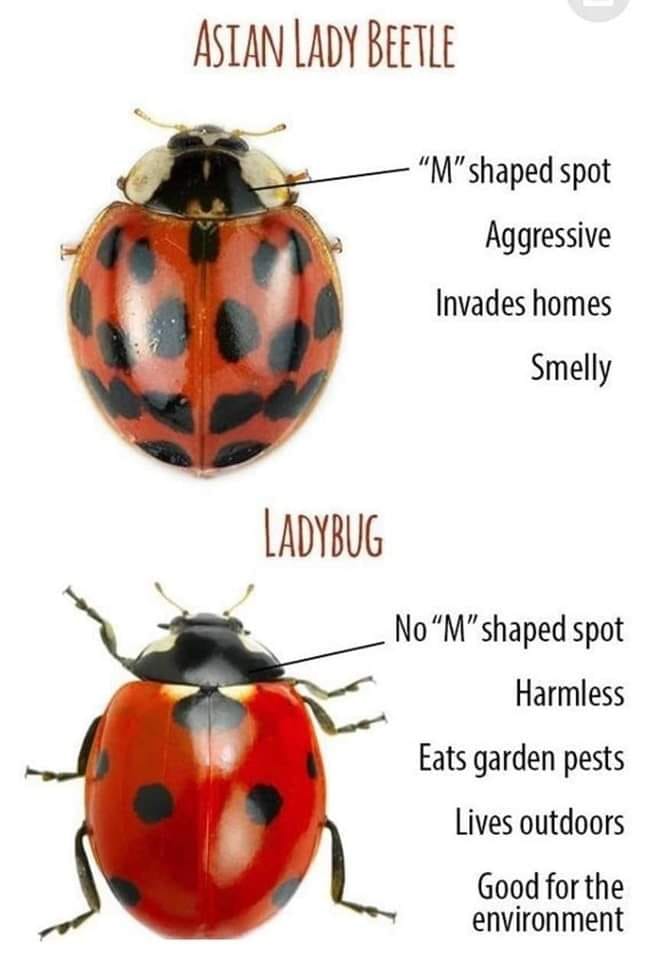 ASIAN LADY BEETLE
“M” shaped spot
Aggressive
Invades homes
Smelly
LADYBUG
No “M” shaped spot
Harmless
Eats garden pests
Lives outdoors
Good for the
environment